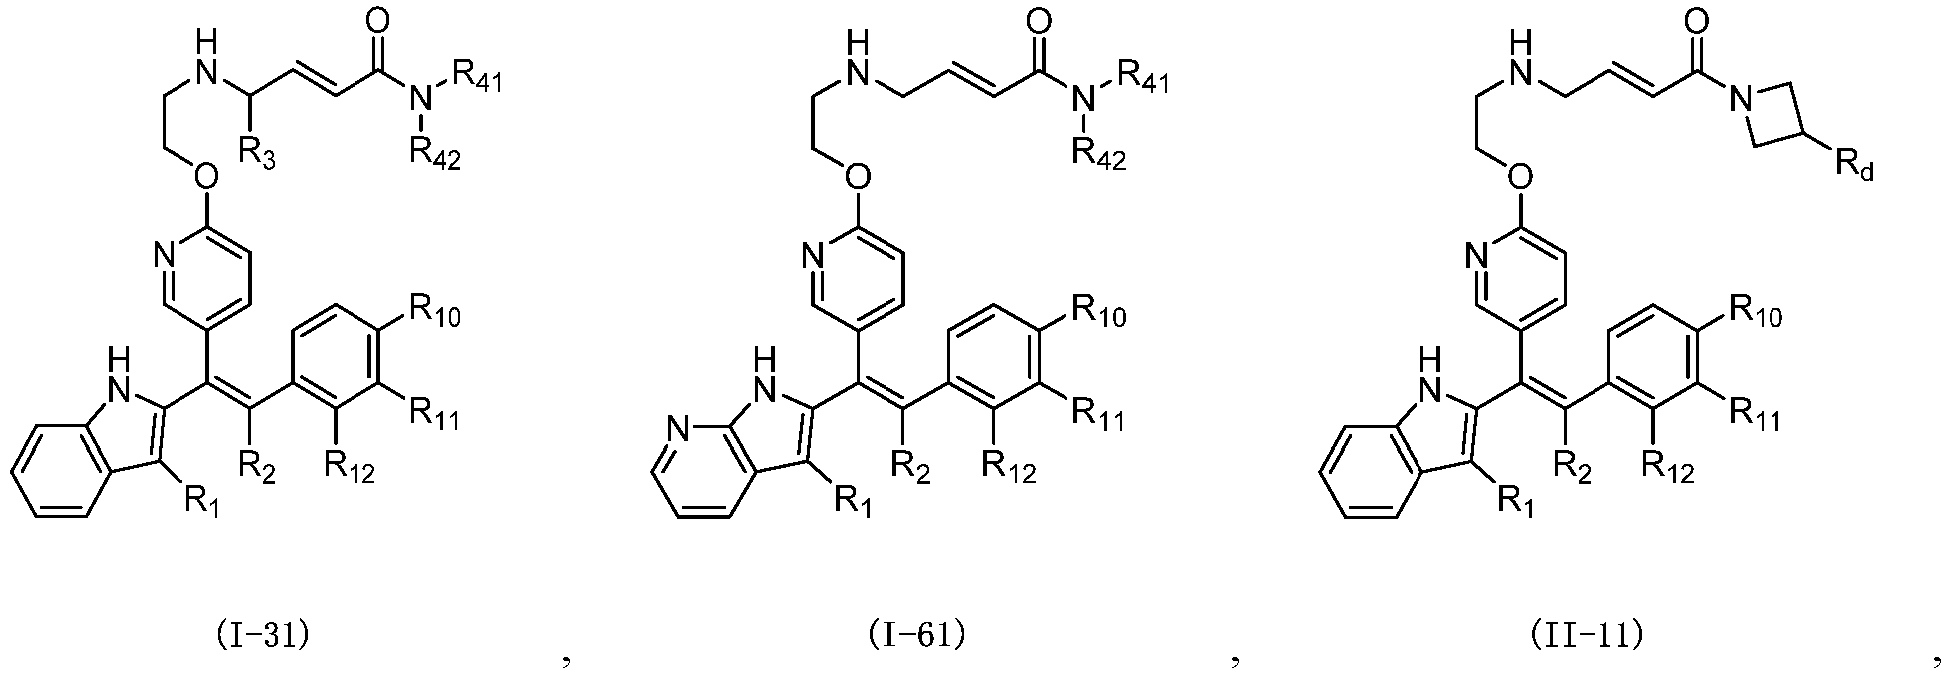 H N O N R41 R42 R3 O N R10 R11 R12 H N R2 R1
H N O N R41 R42 O N R10 R11 R12 H N N R2 R1
H N O N Rd O N R10 R11 R12 H N R2 R1
(I-31) , (I-61) , (II-11) ,